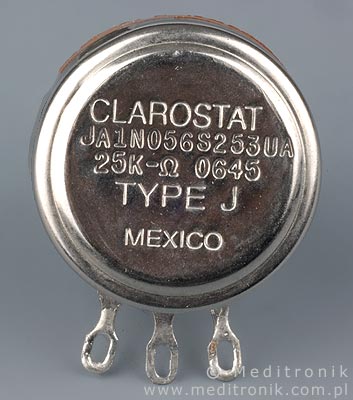 CLAROSTAT
JA1N056S253UA
25K-Ω 0645
TYPE J
MEXICO
© Meditronik
www.meditronik.com.pl